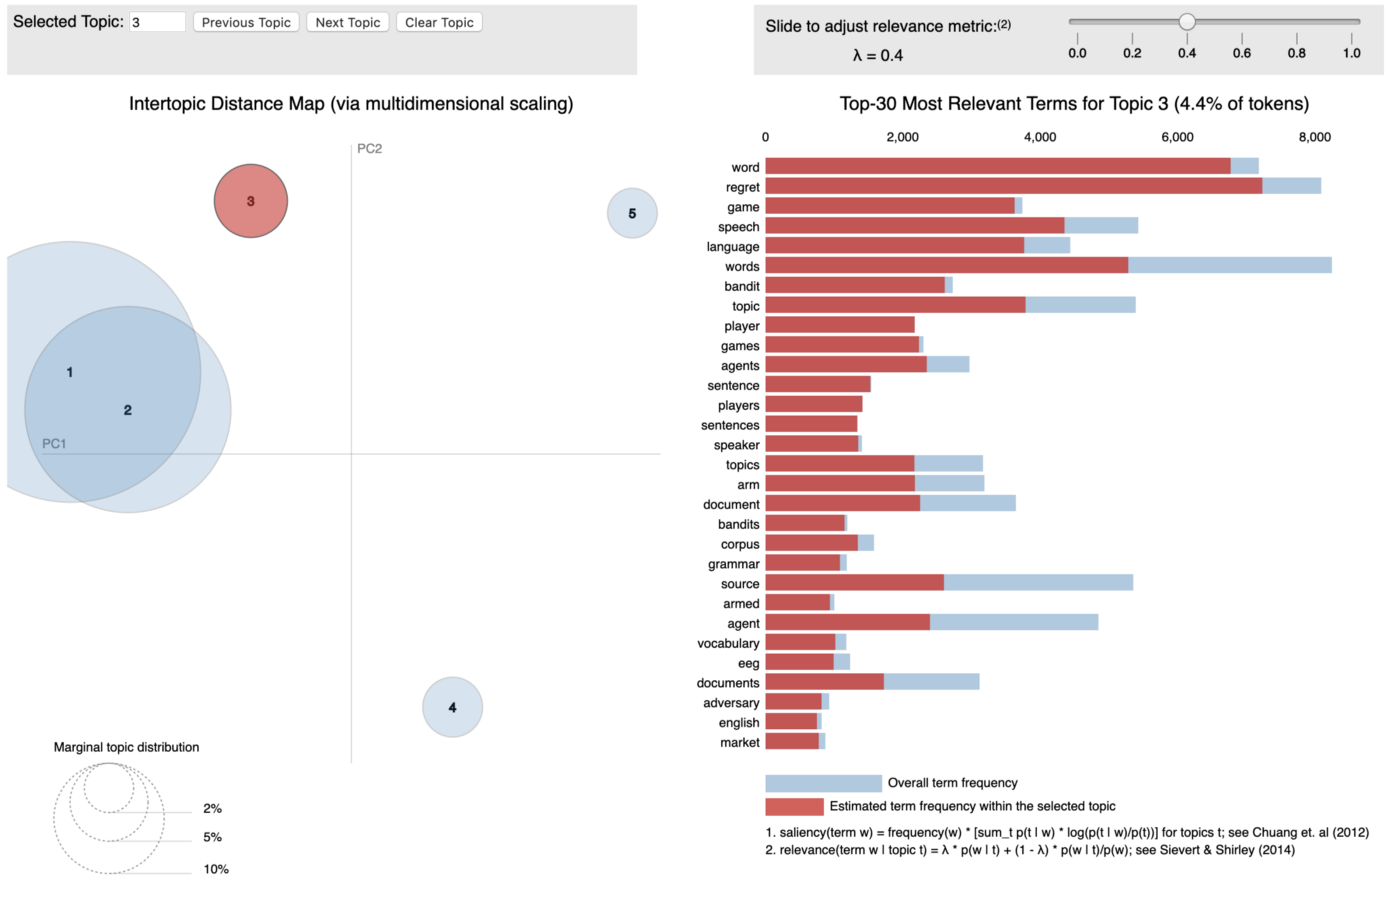 Selected Topic: 3 Previous Topic Next Topic Clear Topic
Slide to adjust relevance metric:(2)
λ = 0.4
0.0 0.2 0.4 0.6 0.8 1.0
Intertopic Distance Map (via multidimensional scaling)
PC2
3
5
1
2
PC1
4
Marginal topic distribution
2%
5%
10%
Top-30 Most Relevant Terms for Topic 3 (4.4% of tokens)
0 2,000 4,000 6,000 8,000
word
regret
game
speech
language
words
bandit
topic
player
games
agents
sentence
players
sentences
speaker
topics
arm
document
bandits
corpus
grammar
source
armed
agent
vocabulary
eeg
documents
adversary
english
market
Overall term frequency
Estimated term frequency within the selected topic
1. saliency(term w) = frequency(w) * [sum_t p(t | w) * log(p(t | w)/p(t))] for topics t; see Chuang et. al (2012)
2. relevance(term w | topic t) = λ * p(w | t) + (1 - λ) * p(w | t)/p(w); see Sievert & Shirley (2014)